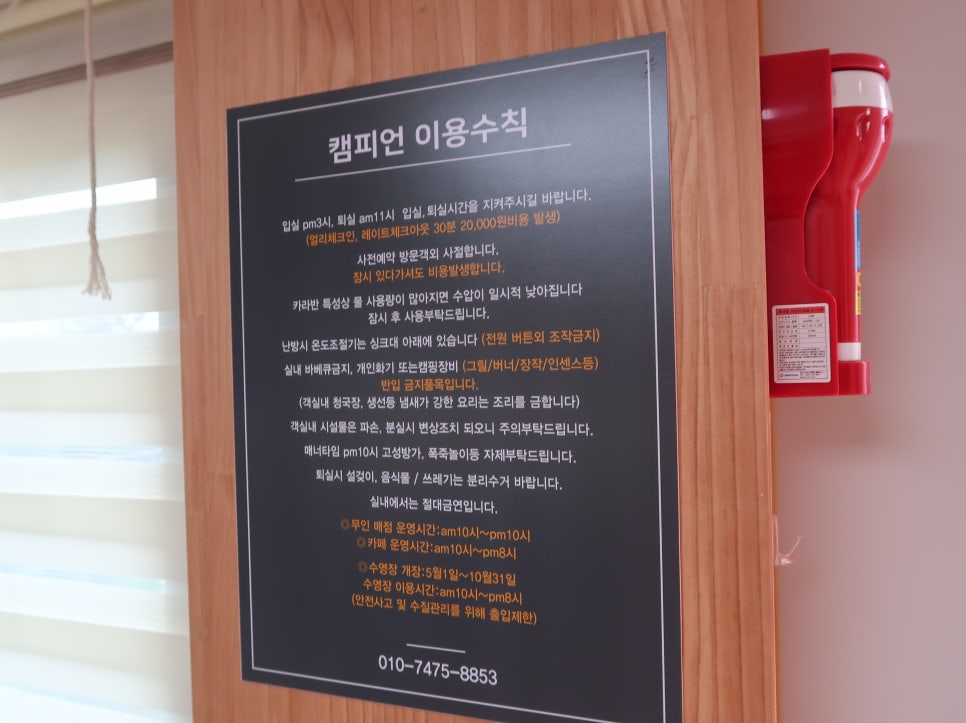 캠피언 이용수칙
입실 pm3시, 퇴실 am11시 입실, 퇴실시간을 지켜주시길 바랍니다.
(얼리체크인, 레이트체크아웃 30분 20,000원비용 발생)
사전예약 방문객외 사절합니다.
잠시 있다가셔도 비용발생합니다.
카라반 특성상 물 사용량이 많아지면 수압이 일시적 낮아집니다
잠시 후 사용부탁드립니다.
난방시 온도조절기는 싱크대 아래에 있습니다 (전원 버튼외 조작금지)
실내 바베큐금지, 개인화기 또는캠핑장비 (그릴/버너/장작/인센스등)
반입 금지품목입니다.
(객실내 청국장, 생선등 냄새가 강한 요리는 조리를 금합니다)
객실내 시설물은 파손, 분실시 변상조치 되오니 주의부탁드립니다.
매너타임 pm10시 고성방가, 폭죽놀이등 자제부탁드립니다.
퇴실시 설겆이, 음식물 / 쓰레기는 분리수거 바랍니다.
실내에서는 절대금연입니다.
◎무인 매점 운영시간:am10시~pm10시
◎카페 운영시간:am10시~pm8시
◎수영장 개장:5월1일~10월31일
수영장 이용시간:am10시~pm8시
(안전사고 및 수질관리를 위해 출입제한)
010-7475-8853